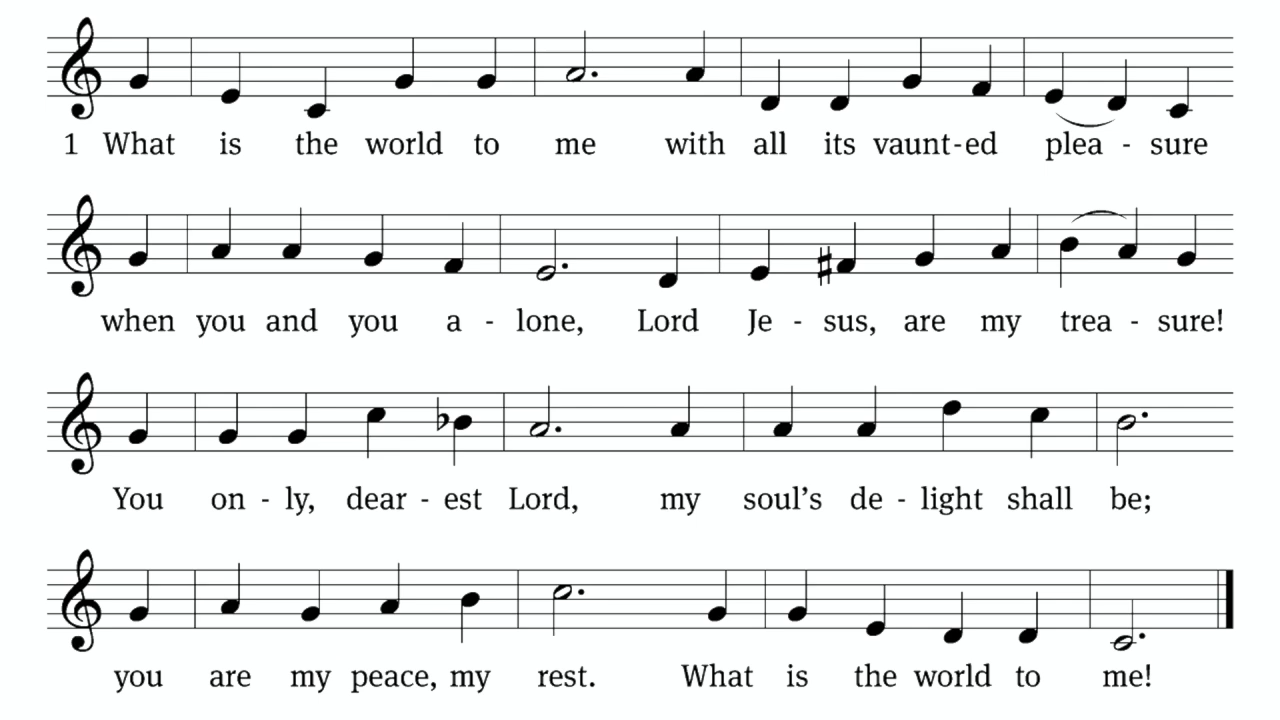 1 What is the world to me with all its vaunt-ed plea - sure
when you and you a - lone, Lord Je - sus, are my trea - sure!
You on - ly, dear - est Lord, my soul’s de - light shall be;
you are my peace, my rest. What is the world to me!